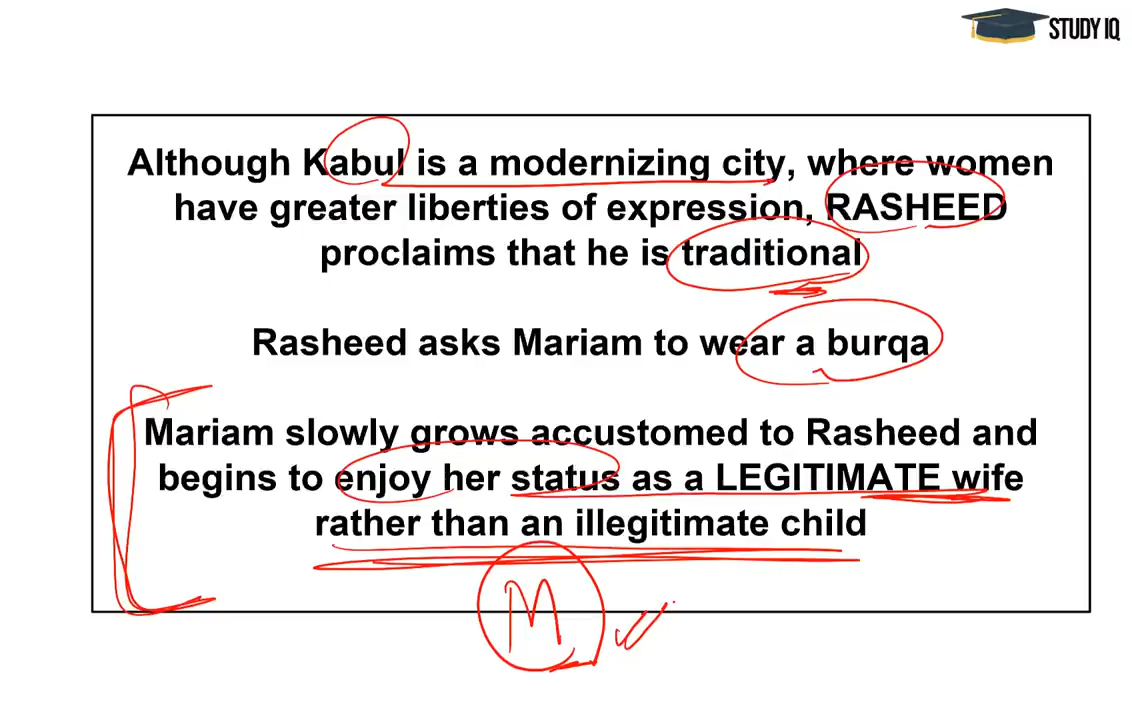 STUDY IQ
Although Kabul is a modernizing city, where women
have greater liberties of expression, RASHEED
proclaims that he is traditional
Rasheed asks Mariam to wear a burqa
Mariam slowly grows accustomed to Rasheed and
begins to enjoy her status as a LEGITIMATE wife
rather than an illegitimate child
M